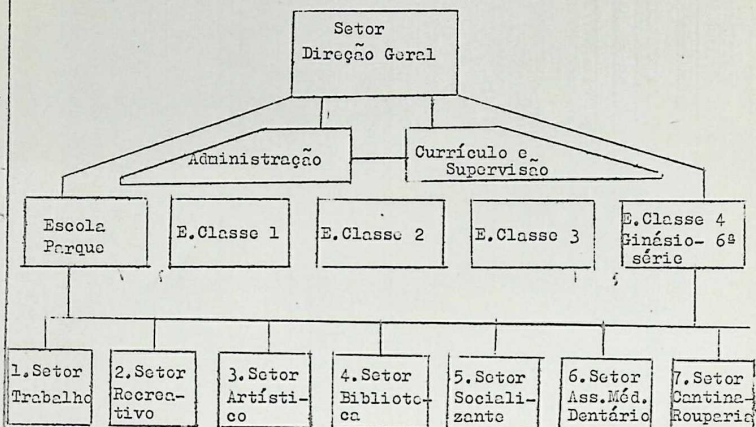 Setor
Direção Geral
Administração
Currículo e
Supervisão
Escola
Parque
E.Classe 1
E.Classe 2
E.Classe 3
E.Classe 4
Ginásio- 6ª
série
1.Setor
Trabalho
2.Setor
Recrea-
tivo
3.Setor
Artísti-
co
4.Setor
Bibliote-
ca
5.Setor
Sociali-
zante
6.Setor
Ass.Méd.
Dentário
7.Setor
Cantina-
Rouparia